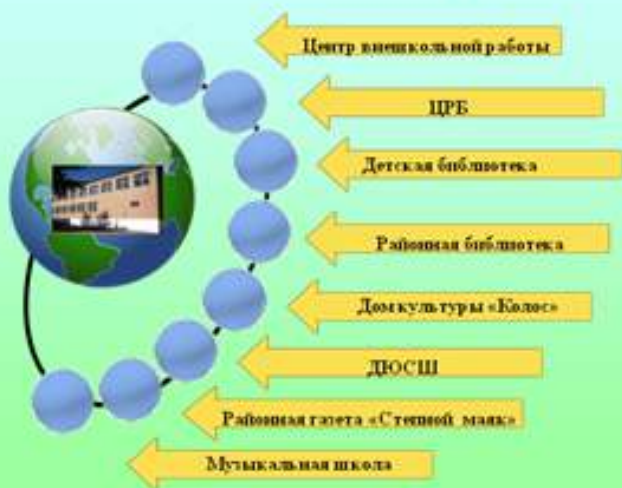 Центр внешкольной работы
ЦРБ
Детская библиотека
Районная библиотека
Дом культуры «Колос»
ДЮСШ
Районная газета «Степной маяк»
Музыкальная школа